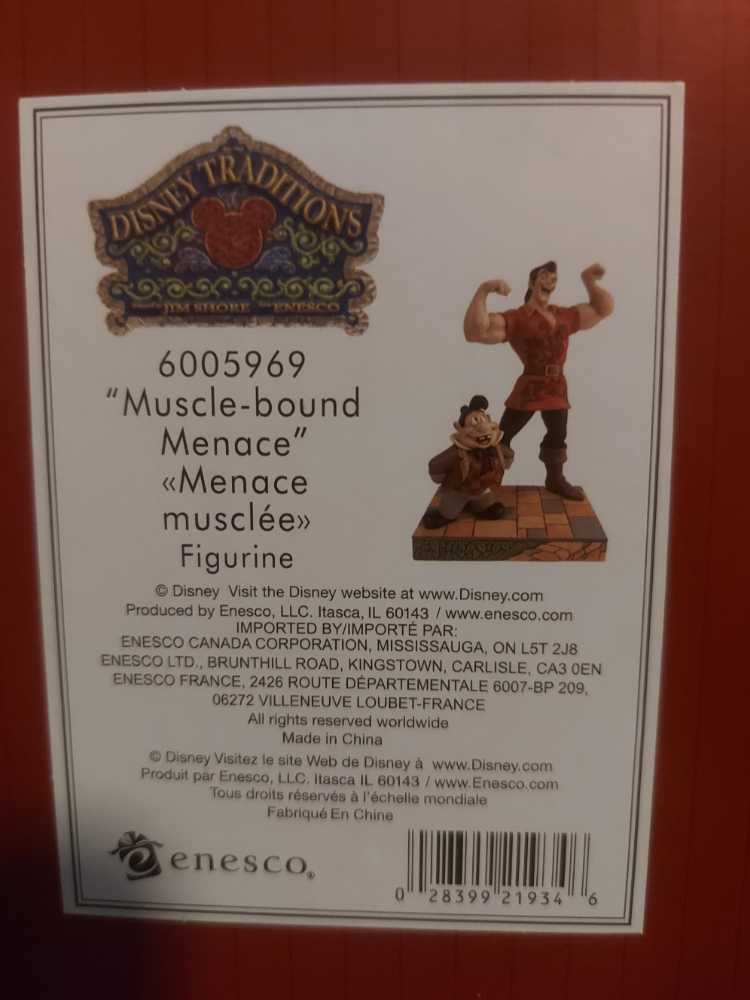 DISNEY TRADITIONS
JIM SHORE ENESCO
6005969
“Muscle-bound
Menace”
«Menace
musclée»
Figurine
© Disney Visit the Disney website at www.Disney.com
Produced by Enesco, LLC. Itasca, IL 60143 / www.enesco.com
IMPORTED BY/IMPORTÉ PAR:
ENESCO CANADA CORPORATION, MISSISSAUGA, ON L5T 2J8
ENESCO LTD., BRUNTHILL ROAD, KINGSTOWN, CARLISLE, CA3 0EN
ENESCO FRANCE, 2426 ROUTE DÉPARTEMENTALE 6007-BP 209,
06272 VILLENEUVE LOUBET-FRANCE
All rights reserved worldwide
Made in China
© Disney Visitez le site Web de Disney à www.Disney.com
Produit par Enesco, LLC. Itasca IL 60143 / www.Enesco.com
Tous droits réservés à l'échelle mondiale
Fabriqué En Chine
enesco®
0 28399 21934 6